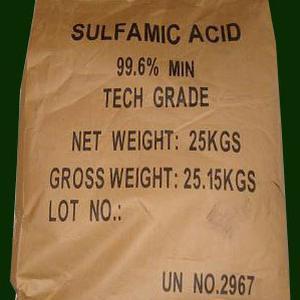 SULFAMIC ACID
99.6% MIN
TECH GRADE
NET WEIGHT: 25KGS
GROSS WEIGHT: 25.15KGS
LOT NO.:
UN NO.2967